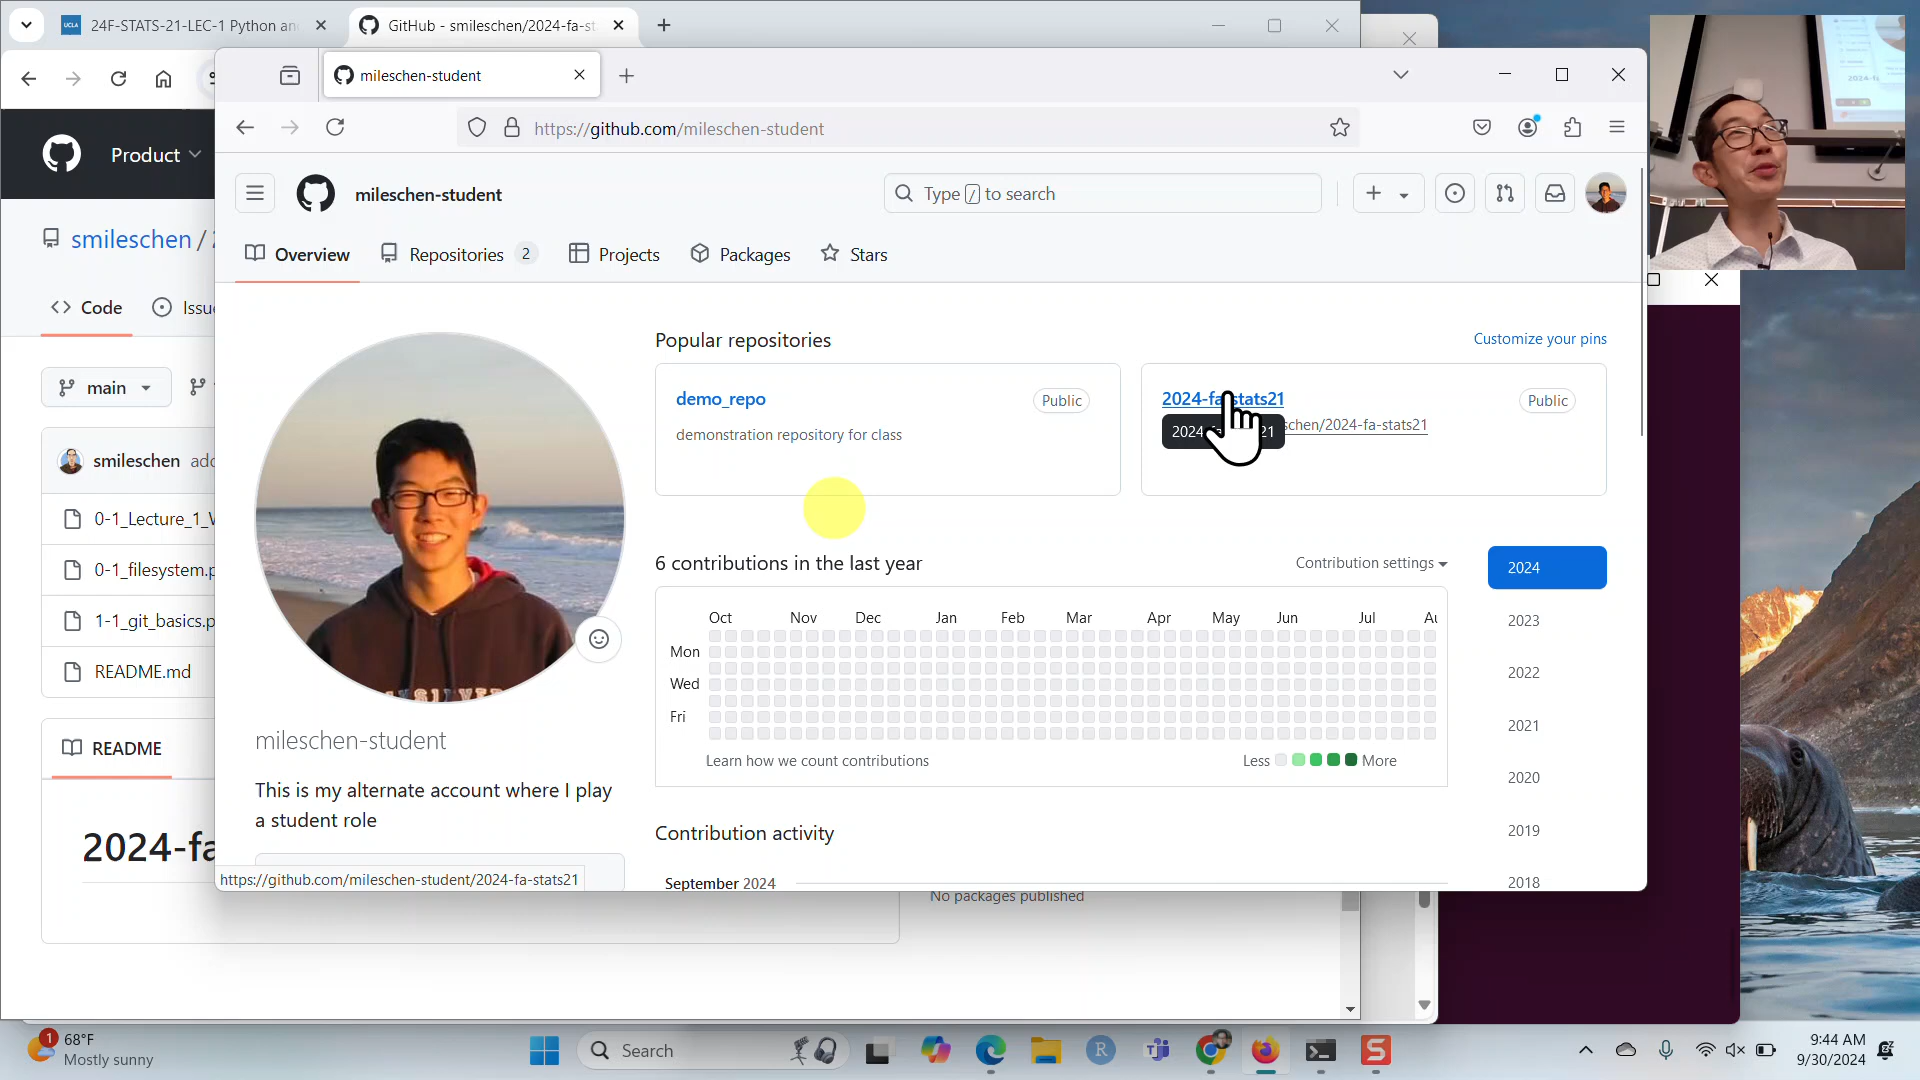 UCLA 24F-STATS-21-LEC-1 Python an
GitHub - smileschen/2024-fa-st
mileschen-student
https://github.com/mileschen-student
Product
mileschen-student
Type / to search
Overview
Repositories 2
Projects
Packages
Stars
smileschen /
Code
Issu
main
smileschen add
0-1_Lecture_1_W
0-1_filesystem.p
1-1_git_basics.p
README.md
README
2024-fa
Popular repositories
Customize your pins
demo_repo
Public
demonstration repository for class
2024-fa-stats21
Public
schen/2024-fa-stats21
6 contributions in the last year
Contribution settings
2024
2023
2022
2021
2020
2019
2018
Oct Nov Dec Jan Feb Mar Apr May Jun Jul Au
Mon
Wed
Fri
Learn how we count contributions
Less More
mileschen-student
This is my alternate account where I play
a student role
Contribution activity
September 2024
https://github.com/mileschen-student/2024-fa-stats21
No packages published
1
68°F
Mostly sunny
Search
9:44 AM
9/30/2024